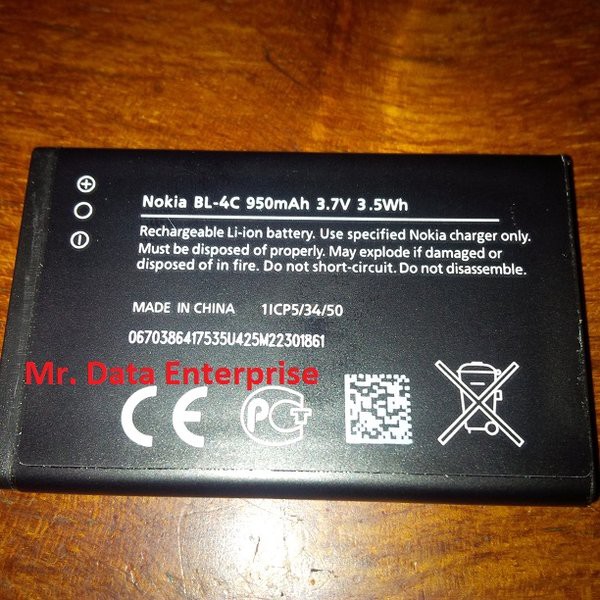 Nokia BL-4C 950mAh 3.7V 3.5Wh
Rechargeable Li-ion battery. Use specified Nokia charger only.
Must be disposed of properly. May explode if damaged or
disposed of in fire. Do not short-circuit. Do not disassemble.
MADE IN CHINA 1ICP5/34/50
0670386417535U425M22301861
Mr. Data Enterprise
CE PCT